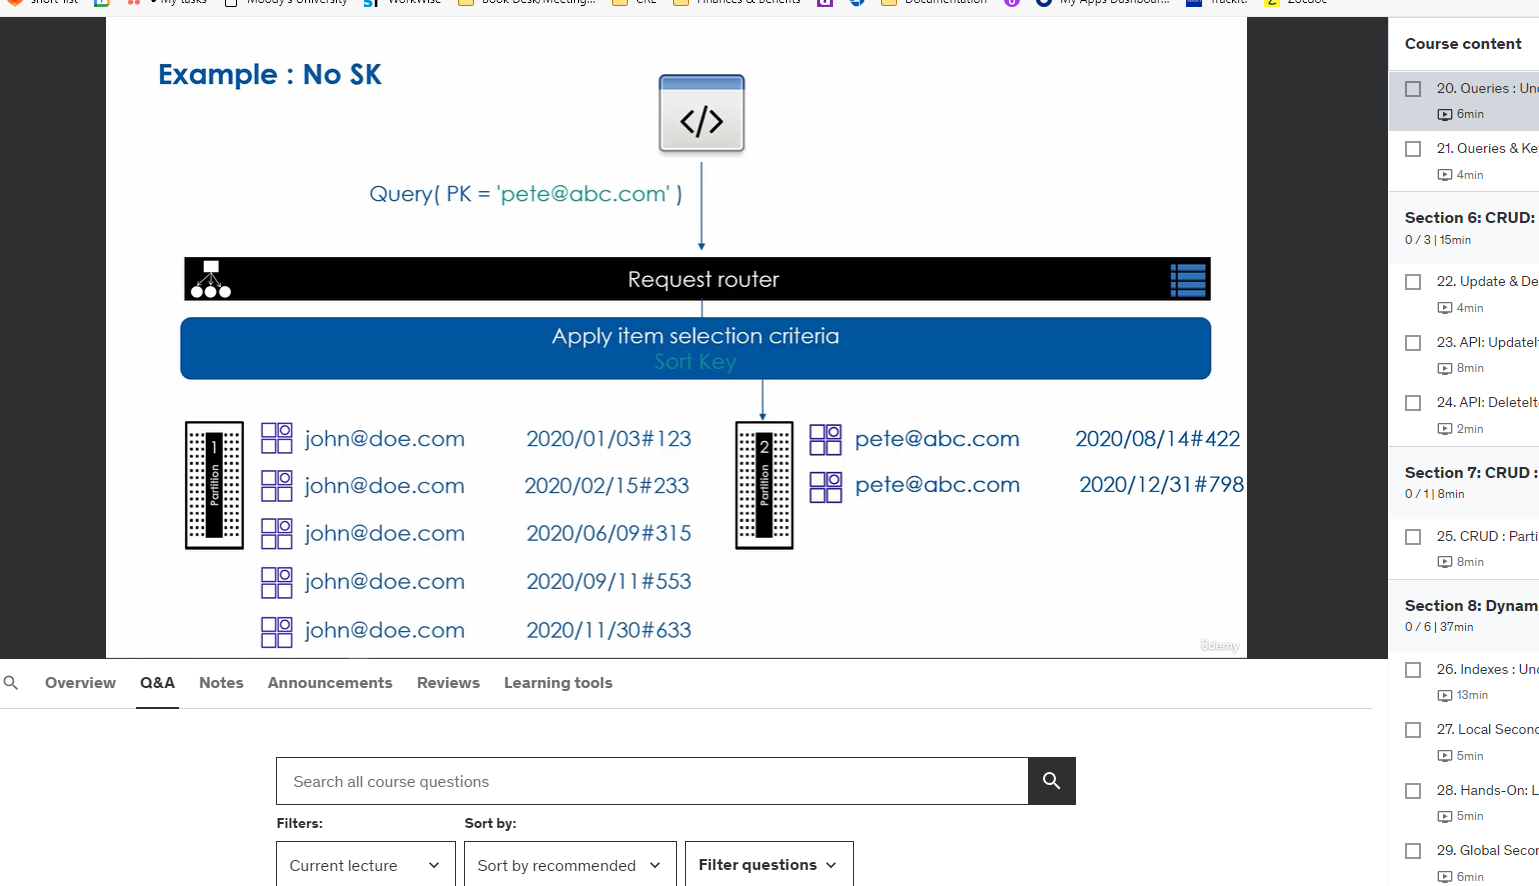 short-list
My tasks
Moody's University
WorkWise
Book Desk/Meeting...
CRE
Finances & Benefits
Documentation
My Apps Dashboar...
Zocdoc
Example : No SK
</>
Query( PK = 'pete@abc.com' )
Request router
Apply item selection criteria
Sort Key
Partition 1
john@doe.com 2020/01/03#123
john@doe.com 2020/02/15#233
john@doe.com 2020/06/09#315
john@doe.com 2020/09/11#553
john@doe.com 2020/11/30#633
Partition 2
pete@abc.com 2020/08/14#422
pete@abc.com 2020/12/31#798
ûdemy
Course content
20. Queries : Un
6min
21. Queries & Ke
4min
Section 6: CRUD:
0 / 3 | 15min
22. Update & De
4min
23. API: UpdateI
8min
24. API: DeleteIt
2min
Section 7: CRUD :
0 / 1 | 8min
25. CRUD : Parti
8min
Section 8: Dynam
0 / 6 | 37min
26. Indexes : Un
13min
27. Local Second
5min
28. Hands-On: L
5min
29. Global Secon
6min
Overview Q&A Notes Announcements Reviews Learning tools
Search all course questions
Filters: Sort by:
Current lecture Sort by recommended Filter questions